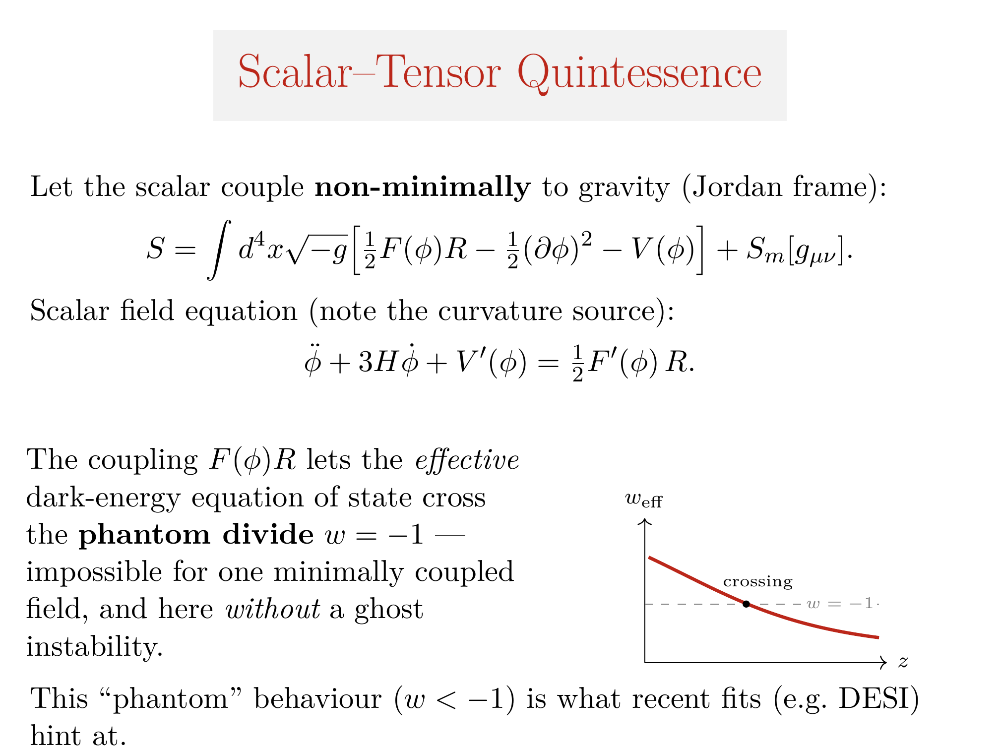 Scalar–Tensor Quintessence
Let the scalar couple non-minimally to gravity (Jordan frame):
S = ∫ d⁴x√−g[½F(ϕ)R − ½(∂ϕ)² − V(ϕ)] + Sₘ[g_μν].
Scalar field equation (note the curvature source):
ϕ̈ + 3Hϕ̇ + V′(ϕ) = ½F′(ϕ) R.
The coupling F(ϕ)R lets the effective
dark-energy equation of state cross
the phantom divide w = −1 —
impossible for one minimally coupled
field, and here without a ghost
instability.
w_eff
crossing
w = −1
z
This “phantom” behaviour (w < −1) is what recent fits (e.g. DESI)
hint at.